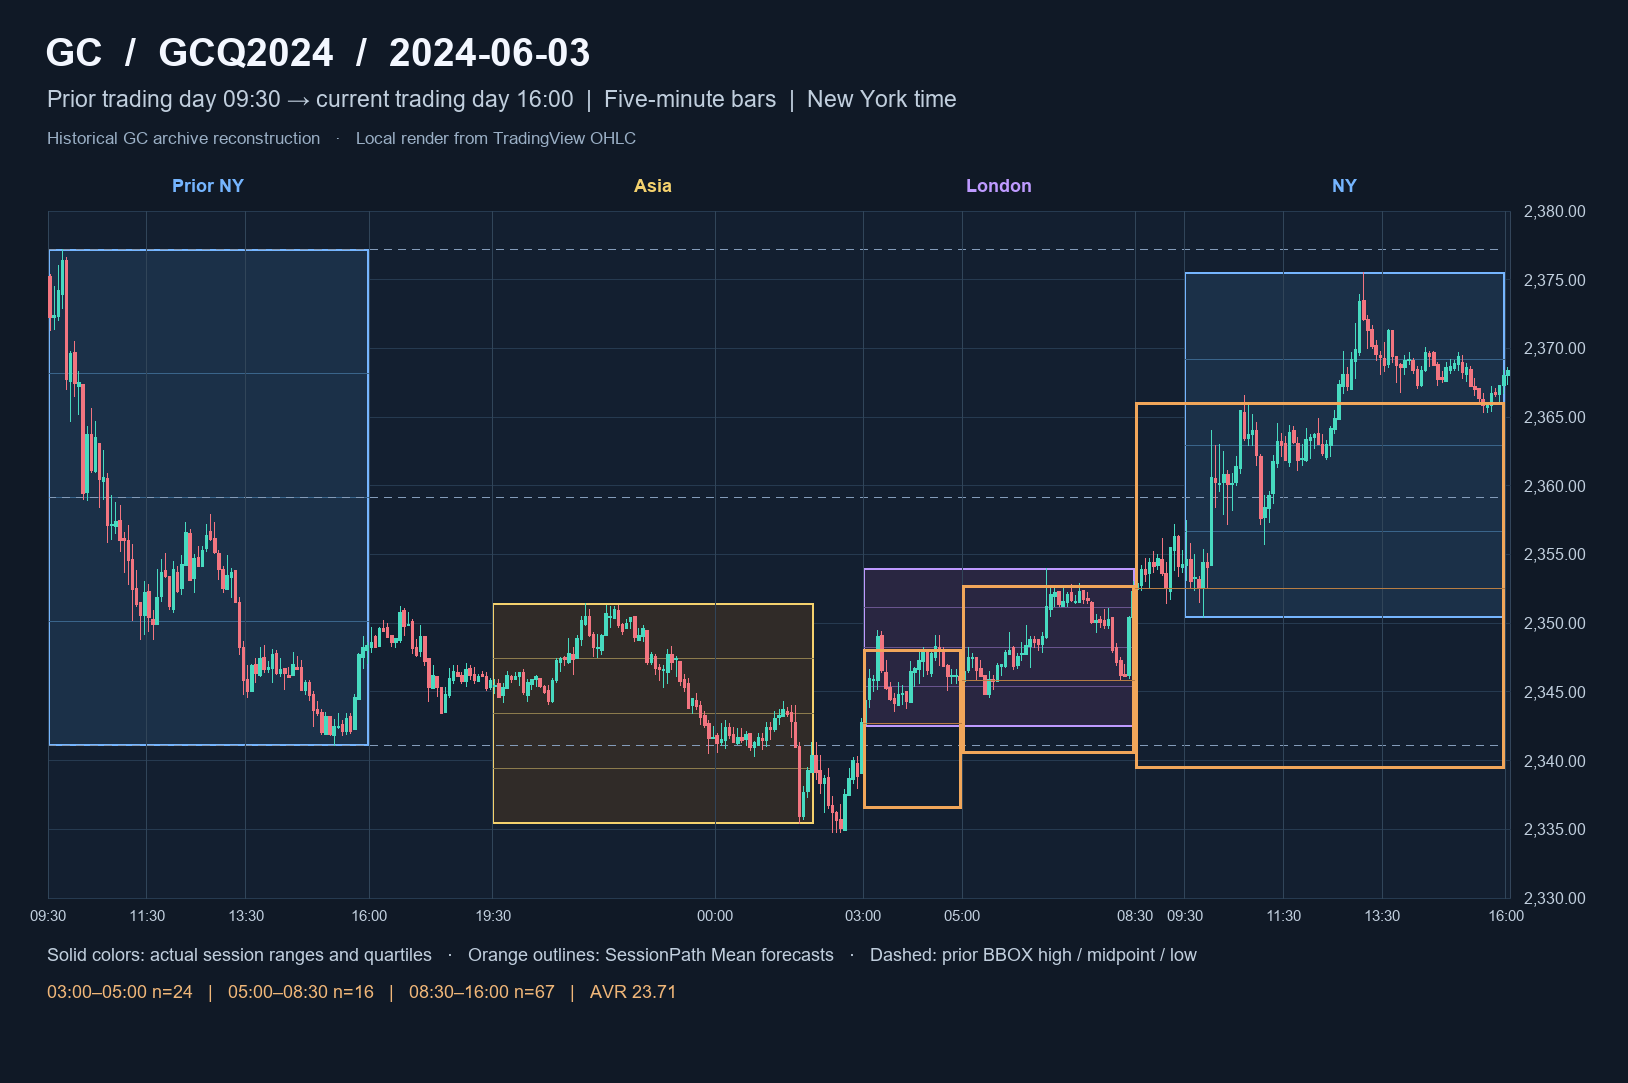 GC / GCQ2024 / 2024-06-03
Prior trading day 09:30 → current trading day 16:00 | Five-minute bars | New York time
Historical GC archive reconstruction · Local render from TradingView OHLC
Prior NY Asia London NY
2,380.00
2,375.00
2,370.00
2,365.00
2,360.00
2,355.00
2,350.00
2,345.00
2,340.00
2,335.00
2,330.00
09:30 11:30 13:30 16:00 19:30 00:00 03:00 05:00 08:30 09:30 11:30 13:30 16:00
Solid colors: actual session ranges and quartiles · Orange outlines: SessionPath Mean forecasts · Dashed: prior BBOX high / midpoint / low
03:00–05:00 n=24 | 05:00–08:30 n=16 | 08:30–16:00 n=67 | AVR 23.71